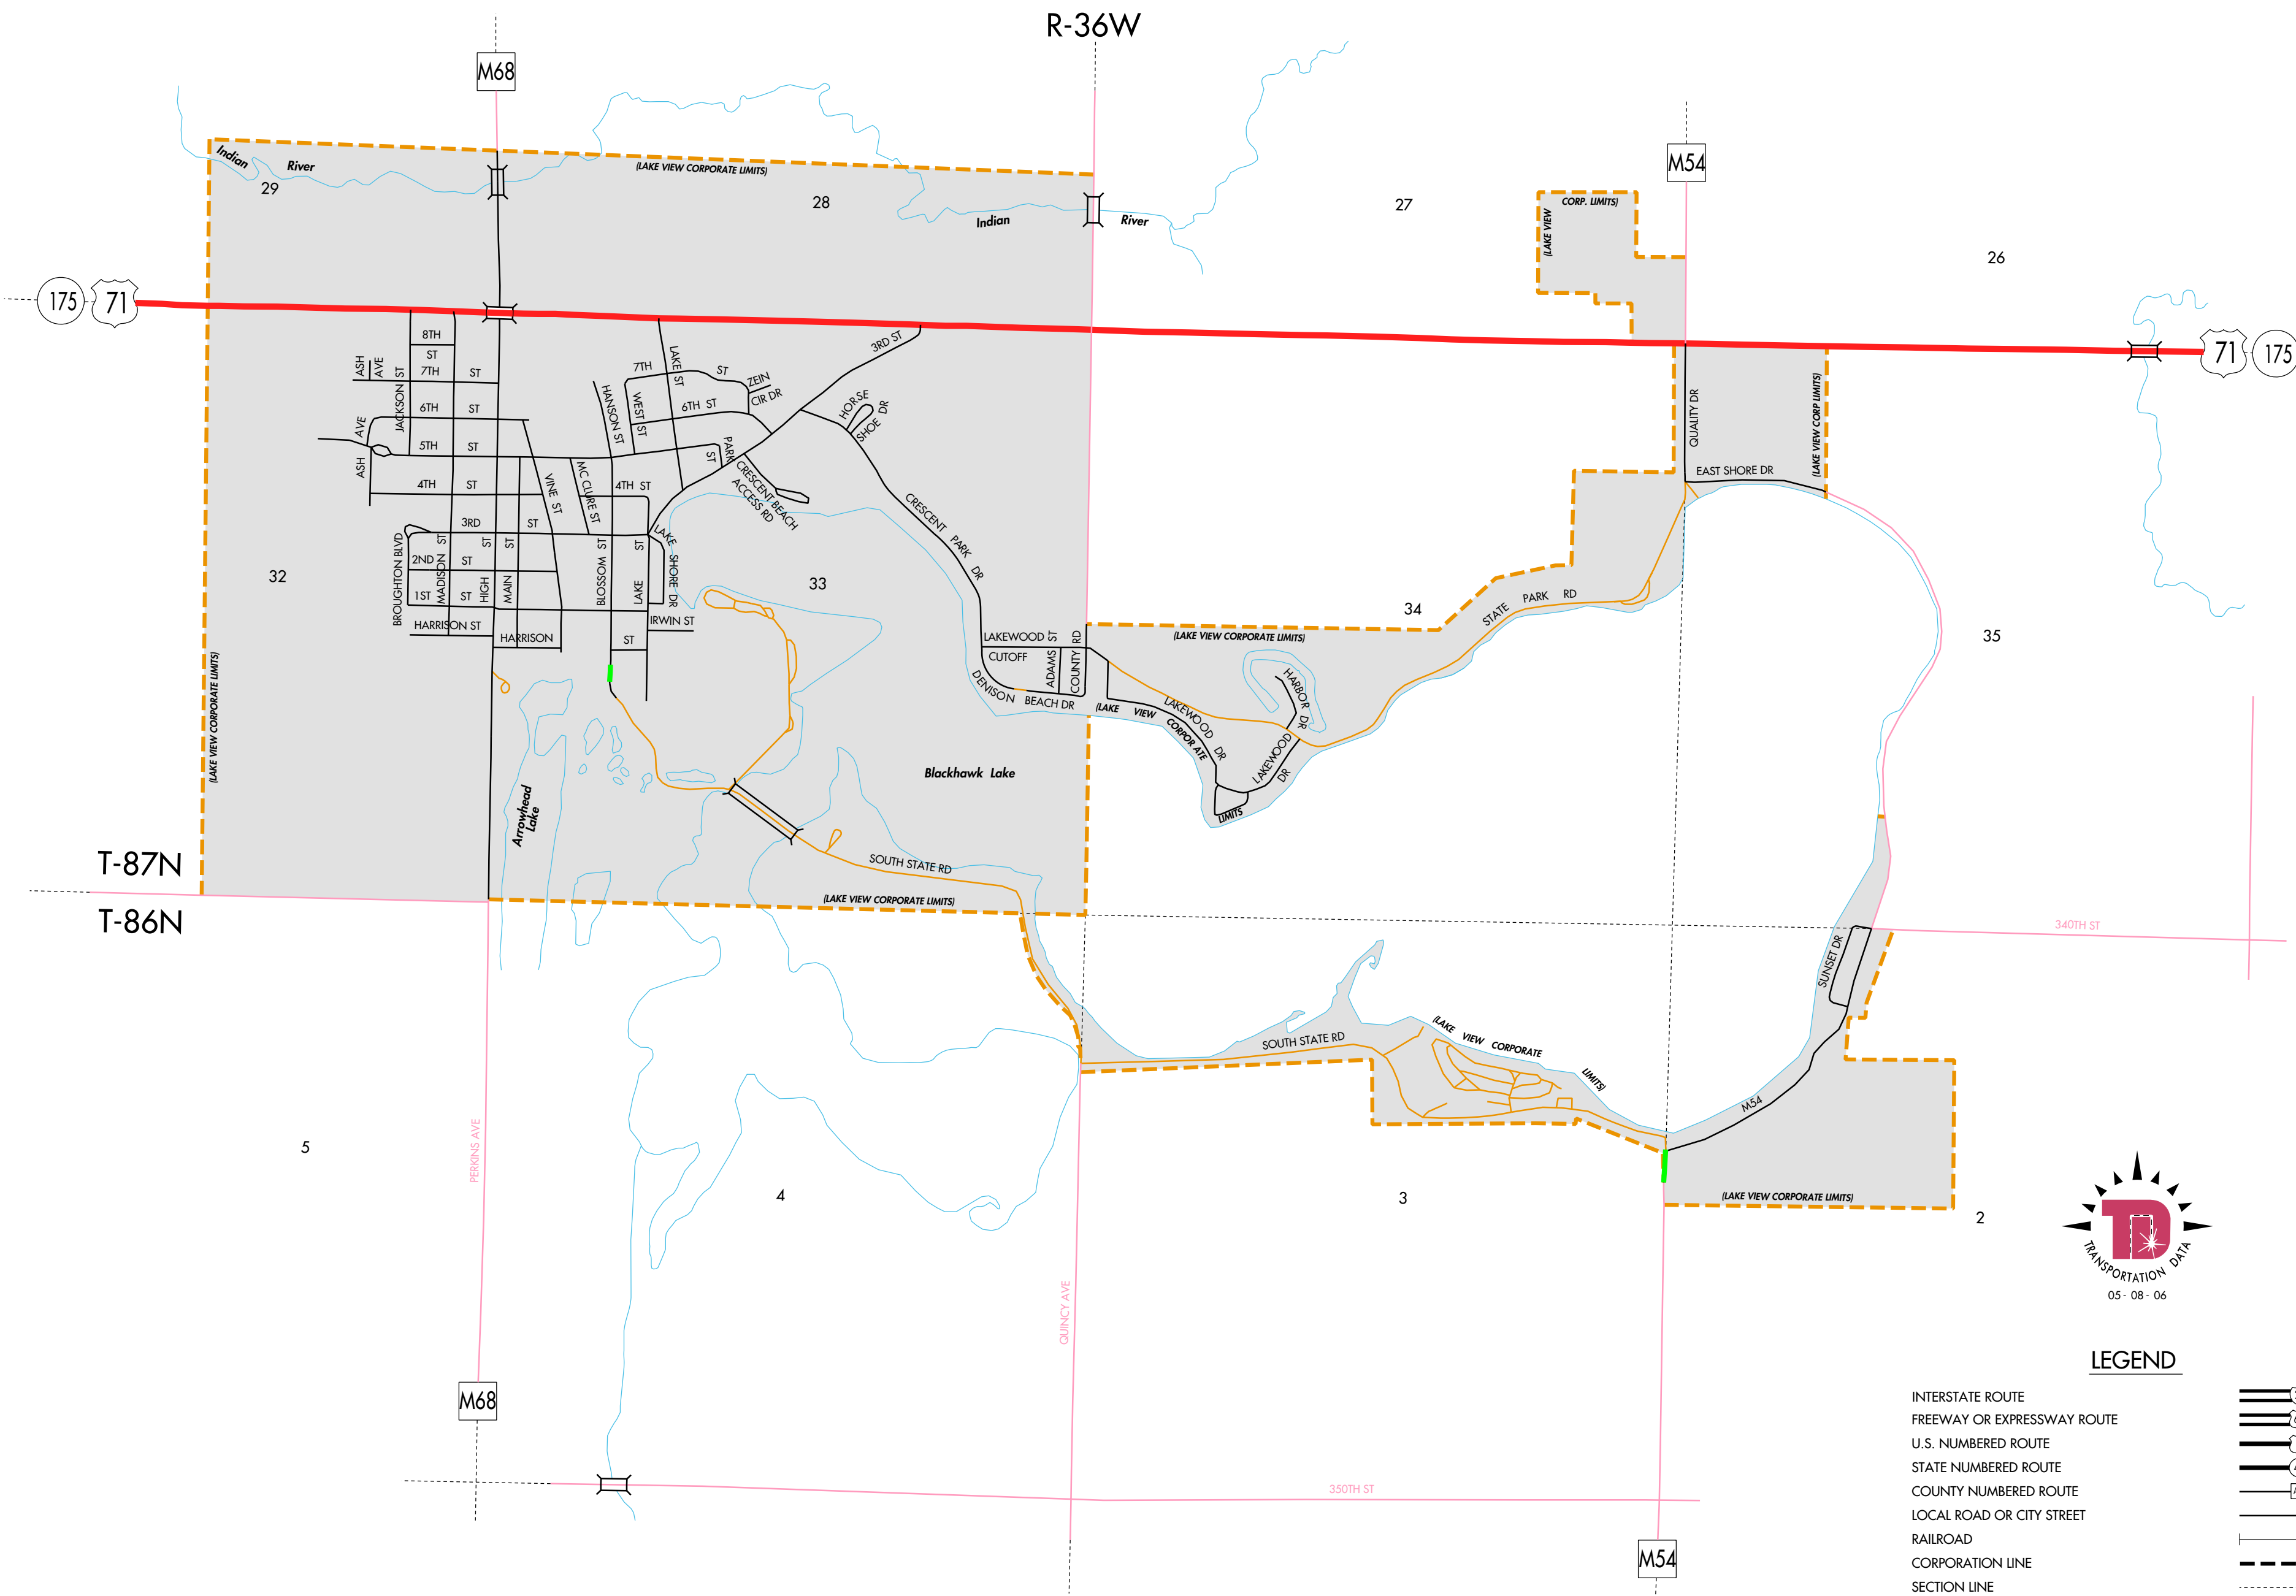 R-36W
M68
M54
Indian River
(LAKE VIEW CORPORATE LIMITS)
29
28
27
26
Indian River
(LAKE VIEW
CORP. LIMITS)
175
71
71
175
8TH
ST
7TH ST
ASH
AVE
JACKSON ST
6TH ST
5TH ST
ASH AVE
4TH ST
3RD ST
2ND ST
1ST ST
BROUGHTON BLVD
MADISON ST
HIGH ST
MAIN ST
HARRISON ST
HARRISON ST
VINE ST
MC CLURE ST
HANSON ST
WEST ST
LAKE ST
7TH ST
6TH ST
ZEIN
CIR DR
PARK ST
4TH ST
BLOSSOM ST
LAKE ST
LAKE SHORE DR
IRWIN ST
3RD ST
HORSE
SHOE DR
CRESCENT BEACH
ACCESS RD
CRESCENT PARK DR
QUALITY DR
EAST SHORE DR
(LAKE VIEW CORP LIMITS)
32
33
34
35
LAKEWOOD
CUTOFF
ADAMS ST
COUNTY RD
DENISON BEACH DR
(LAKE VIEW CORPORATE LIMITS)
(LAKE VIEW CORPORATE
LIMITS
LAKEWOOD DR
LAKEWOOD
DR
HARBOR DR
STATE PARK RD
(LAKE VIEW CORPORATE LIMITS)
Arrowhead
Lake
Blackhawk Lake
SOUTH STATE RD
(LAKE VIEW CORPORATE LIMITS)
T-87N
T-86N
340TH ST
SUNSET DR
SOUTH STATE RD
(LAKE VIEW CORPORATE LIMITS)
M54
(LAKE VIEW CORPORATE LIMITS)
PERKINS AVE
QUINCY AVE
5
4
3
2
350TH ST
M68
M54
TRANSPORTATION DATA
05 - 08 - 06
LEGEND
INTERSTATE ROUTE
FREEWAY OR EXPRESSWAY ROUTE
U.S. NUMBERED ROUTE
STATE NUMBERED ROUTE
COUNTY NUMBERED ROUTE
LOCAL ROAD OR CITY STREET
RAILROAD
CORPORATION LINE
SECTION LINE